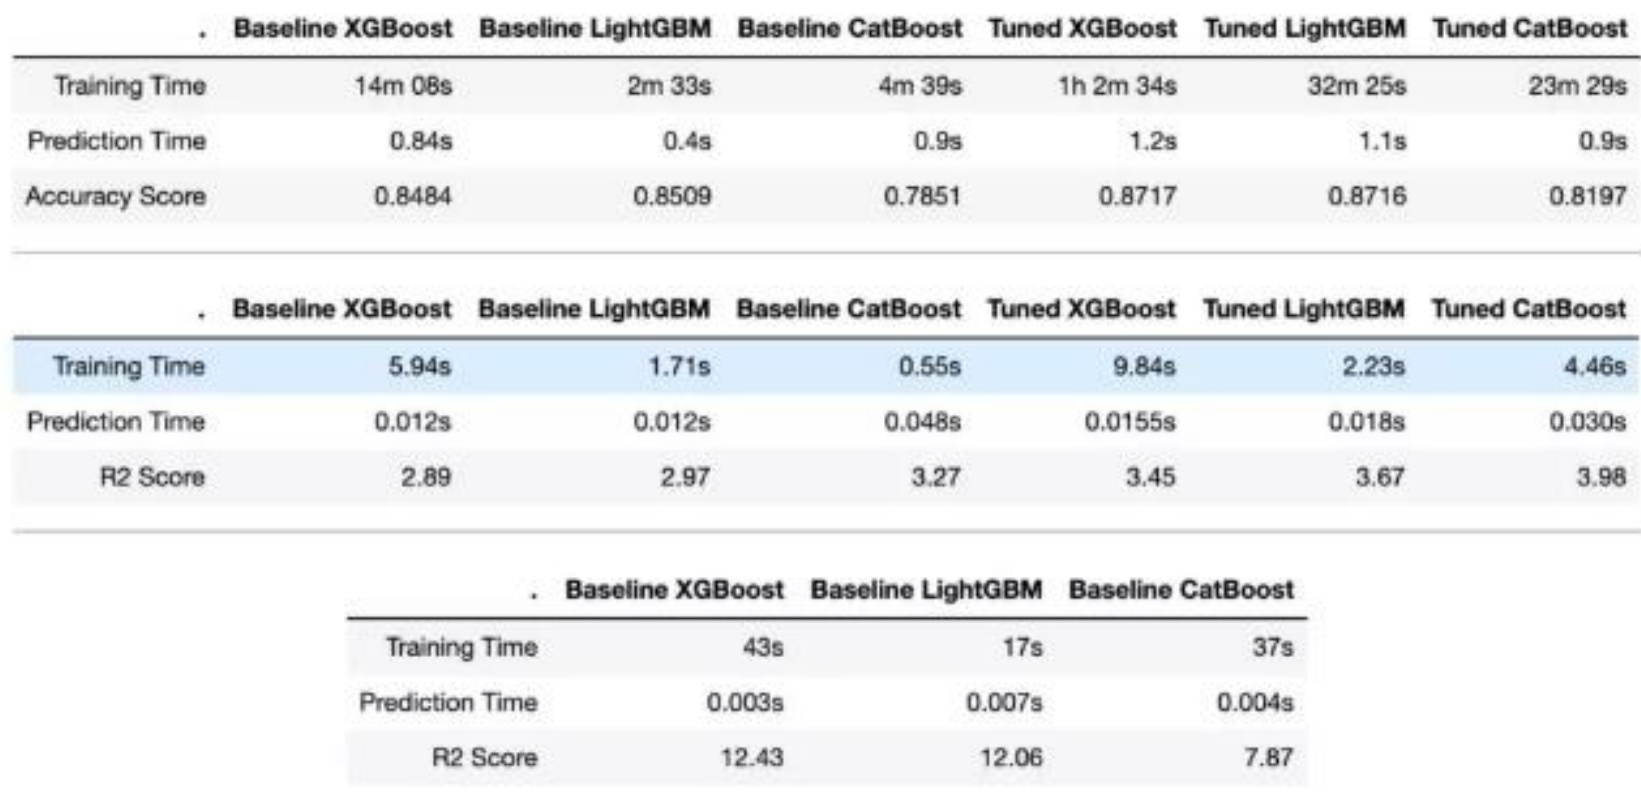 . Baseline XGBoost Baseline LightGBM Baseline CatBoost Tuned XGBoost Tuned LightGBM Tuned CatBoost
Training Time 14m 08s 2m 33s 4m 39s 1h 2m 34s 32m 25s 23m 29s
Prediction Time 0.84s 0.4s 0.9s 1.2s 1.1s 0.9s
Accuracy Score 0.8484 0.8509 0.7851 0.8717 0.8716 0.8197
. Baseline XGBoost Baseline LightGBM Baseline CatBoost Tuned XGBoost Tuned LightGBM Tuned CatBoost
Training Time 5.94s 1.71s 0.55s 9.84s 2.23s 4.46s
Prediction Time 0.012s 0.012s 0.048s 0.0155s 0.018s 0.030s
R2 Score 2.89 2.97 3.27 3.45 3.67 3.98
. Baseline XGBoost Baseline LightGBM Baseline CatBoost
Training Time 43s 17s 37s
Prediction Time 0.003s 0.007s 0.004s
R2 Score 12.43 12.06 7.87